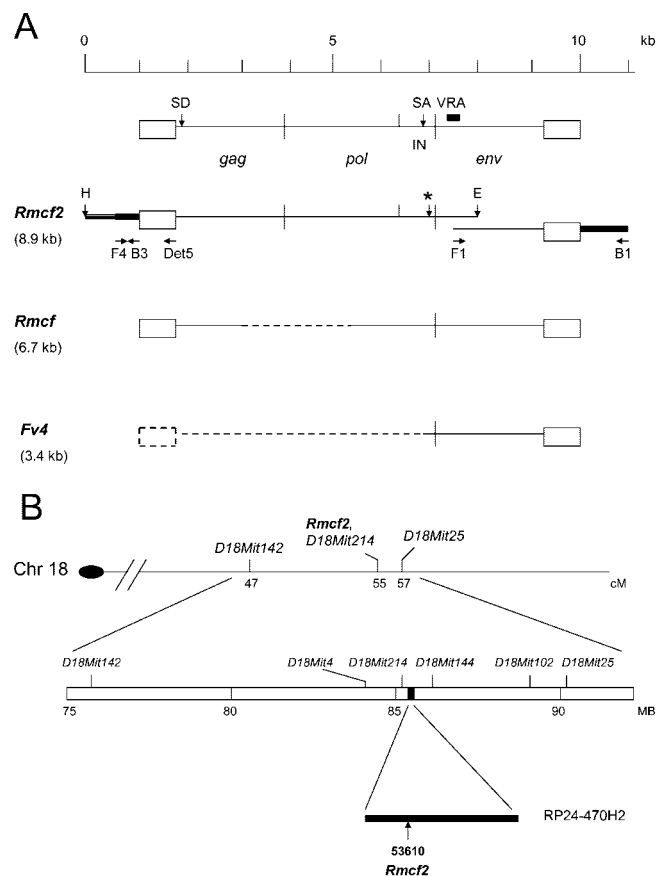 A
0 5 10 kb
SD SA VRA
IN
gag pol env
H * E
Rmcf2
(8.9 kb)
F4 B3 Det5 F1 B1
Rmcf
(6.7 kb)
Fv4
(3.4 kb)
B
Rmcf2,
D18Mit142 D18Mit214 D18Mit25
Chr 18
47 55 57 cM
D18Mit142 D18Mit4 D18Mit214 D18Mit144 D18Mit102 D18Mit25
75 80 85 90 MB
RP24-470H2
53610
Rmcf2